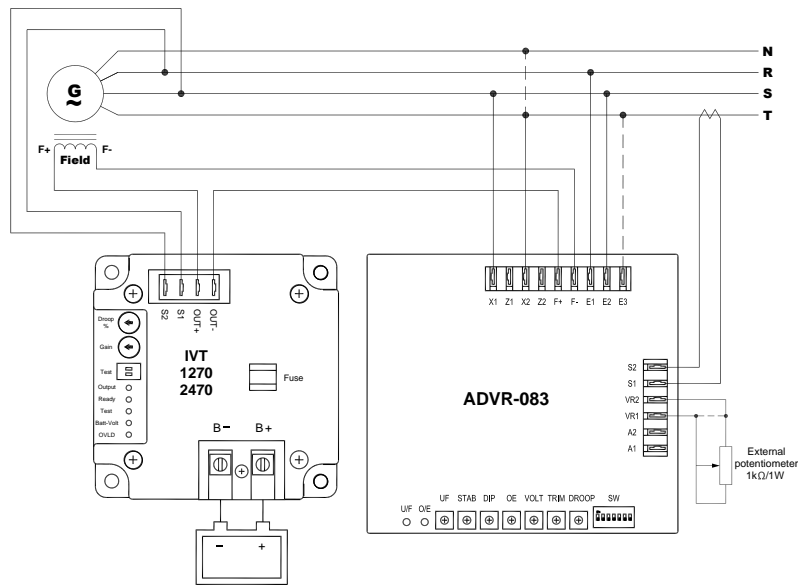 N
R
S
T
G
~
F+ F-
Field
S2 S1 OUT+ OUT-
Droop %
Gain
Test
Output
Ready
Test
Batt-Volt
OVLD
IVT
1270
2470
Fuse
B− B+
− +
X1 Z1 X2 Z2 F+ F- E1 E2 E3
ADVR-083
S2
S1
VR2
VR1
A2
A1
External
potentiometer
1kΩ/1W
U/F O/E UF STAB DIP OE VOLT TRIM DROOP SW